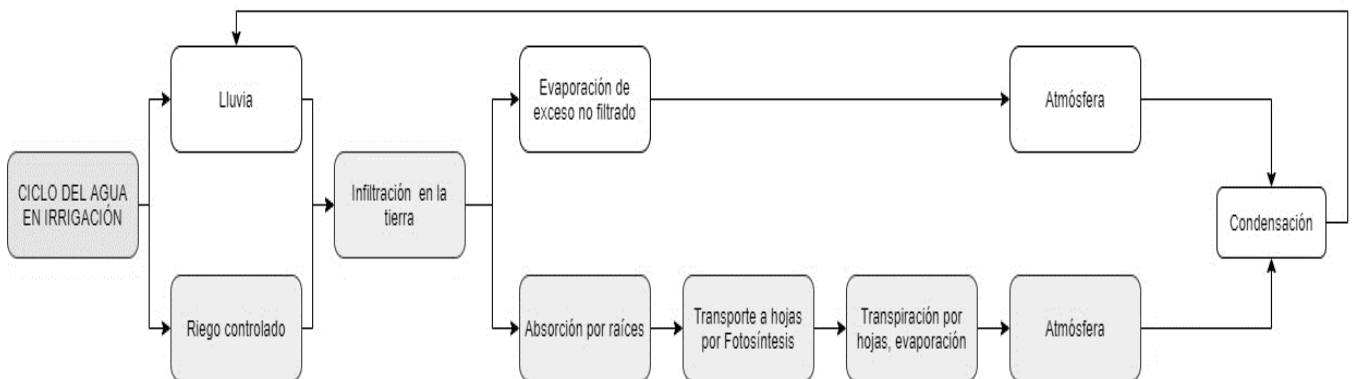 CICLO DEL AGUA
EN IRRIGACIÓN
Lluvia
Riego controlado
Infiltración en la
tierra
Evaporación de
exceso no filtrado
Atmósfera
Absorción por raíces
Transporte a hojas
por Fotosíntesis
Transpiración por
hojas, evaporación
Atmósfera
Condensación